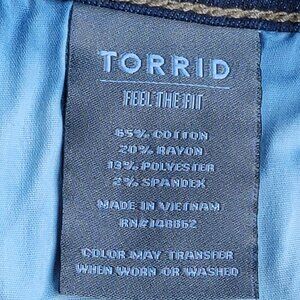 TORRID
FEEL THE FIT
65% COTTON
20% RAYON
13% POLYESTER
2% SPANDEX
MADE IN VIETNAM
RN#148862
COLOR MAY TRANSFER
WHEN WORN OR WASHED